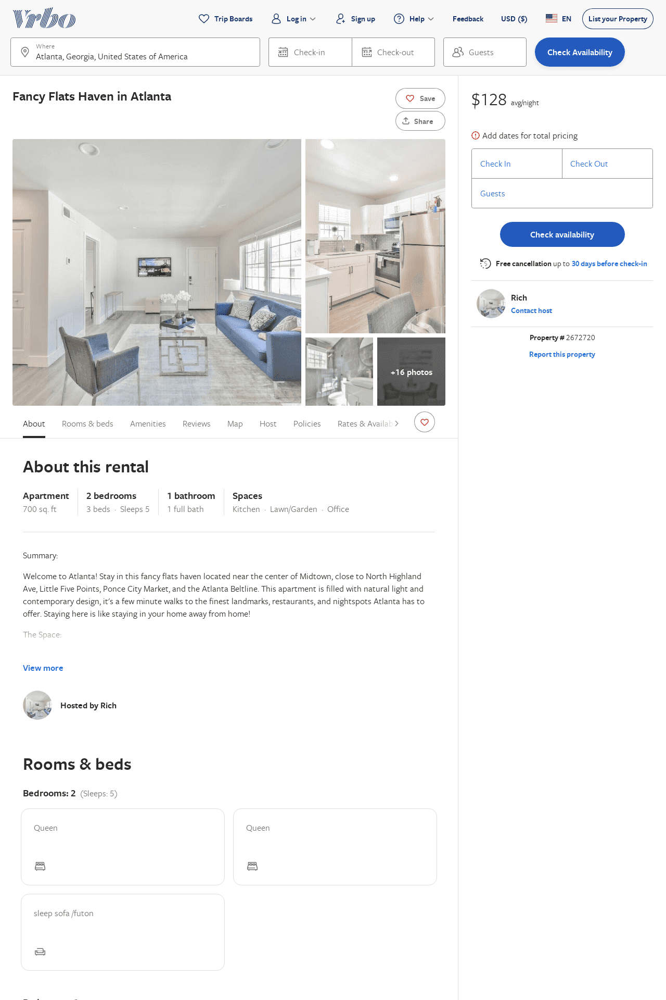 Vrbo
Trip Boards
Log in
Sign up
Help
Feedback
USD ($)
EN
List your Property
Where
Atlanta, Georgia, United States of America
Check-in
Check-out
Guests
Check Availability
Fancy Flats Haven in Atlanta
Save
Share
+16 photos
$128 avg/night
Add dates for total pricing
Check In
Check Out
Guests
Check availability
Free cancellation up to 30 days before check-in
Rich
Contact host
Property # 2672720
Report this property
About
Rooms & beds
Amenities
Reviews
Map
Host
Policies
Rates & Availab
About this rental
Apartment
700 sq. ft
2 bedrooms
3 beds · Sleeps 5
1 bathroom
1 full bath
Spaces
Kitchen · Lawn/Garden · Office
Summary:
Welcome to Atlanta! Stay in this fancy flats haven located near the center of Midtown, close to North Highland
Ave, Little Five Points, Ponce City Market, and the Atlanta Beltline. This apartment is filled with natural light and
contemporary design, it's a few minute walks to the finest landmarks, restaurants, and nightspots Atlanta has to
offer. Staying here is like staying in your home away from home!
The Space:
View more
Hosted by Rich
Rooms & beds
Bedrooms: 2 (Sleeps: 5)
Queen
Queen
sleep sofa /futon